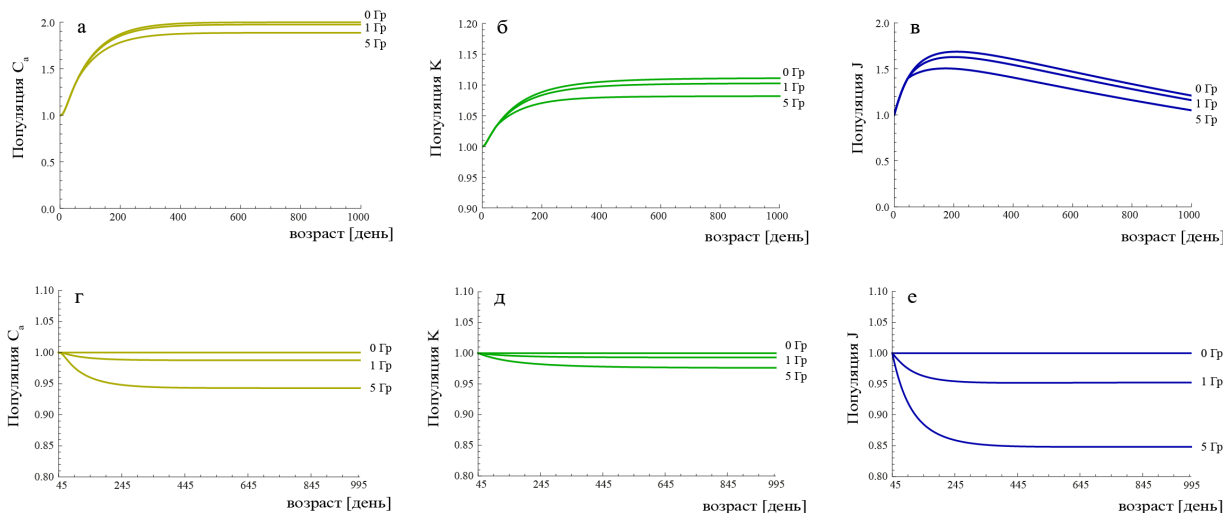 а
Популяция Cₐ
2.0
1.5
1.0
0.5
0.0
0 Гр
1 Гр
5 Гр
0
200
400
600
800
1000
возраст [день]
б
Популяция K
1.20
1.15
1.10
1.05
1.00
0.95
0.90
0 Гр
1 Гр
5 Гр
0
200
400
600
800
1000
возраст [день]
в
Популяция J
2.0
1.5
1.0
0.5
0.0
0 Гр
1 Гр
5 Гр
0
200
400
600
800
1000
возраст [день]
г
Популяция Cₐ
1.10
1.05
1.00
0.95
0.90
0.85
0.80
0 Гр
1 Гр
5 Гр
45
245
445
645
845
995
возраст [день]
д
Популяция K
1.10
1.05
1.00
0.95
0.90
0.85
0.80
0 Гр
1 Гр
5 Гр
45
245
445
645
845
995
возраст [день]
е
Популяция J
1.10
1.05
1.00
0.95
0.90
0.85
0.80
0 Гр
1 Гр
5 Гр
45
245
445
645
845
995
возраст [день]